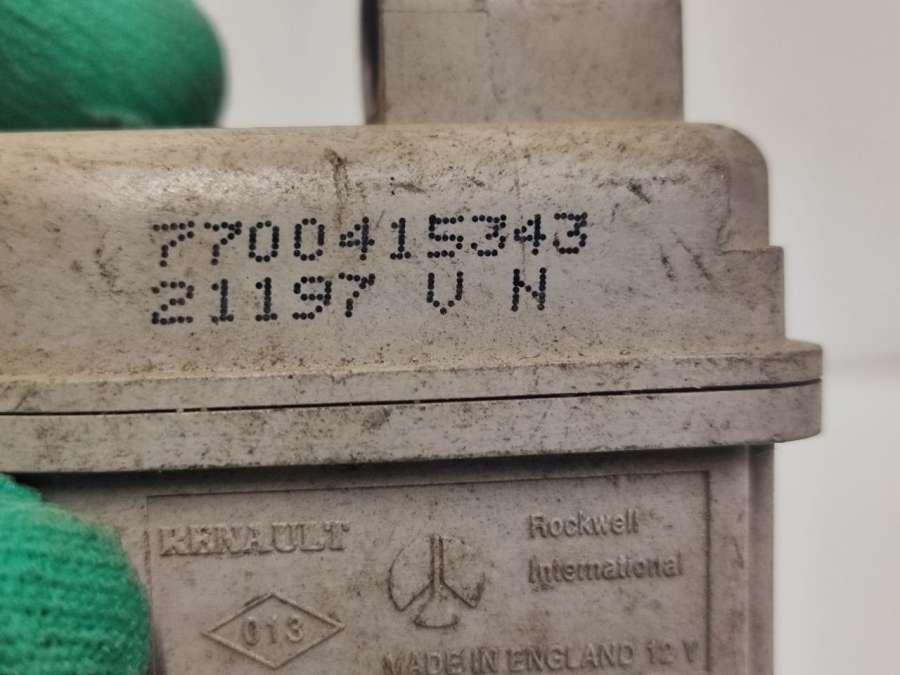 7700415343
21197 V N
RENAULT
Rockwell
International
013
MADE IN ENGLAND 12 V